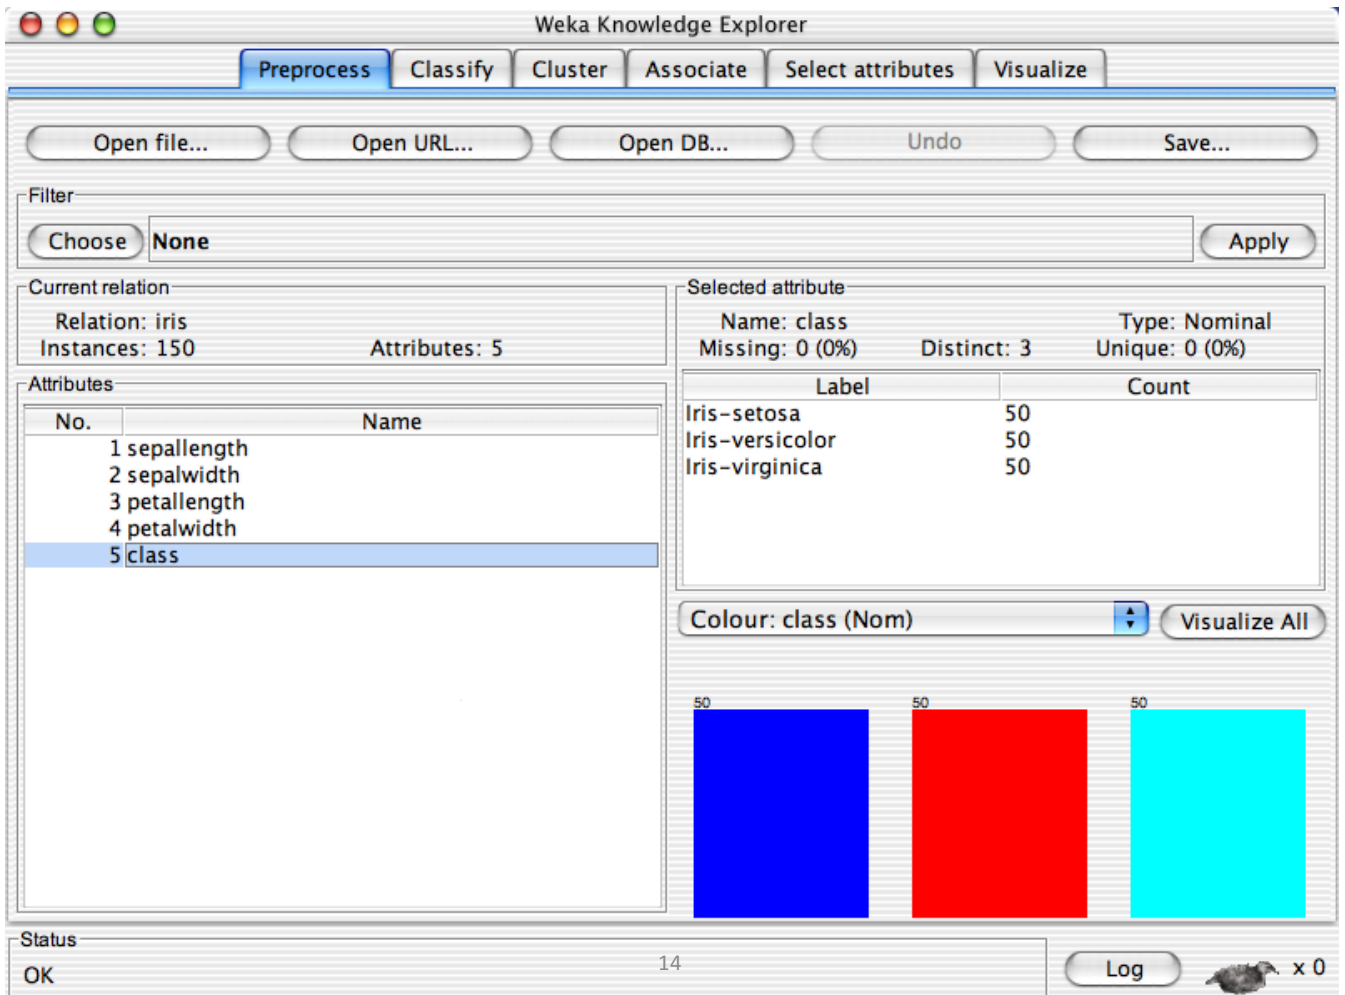 Weka Knowledge Explorer
Preprocess Classify Cluster Associate Select attributes Visualize
Open file... Open URL... Open DB... Undo Save...
Filter
Choose None Apply
Current relation
Relation: iris
Instances: 150 Attributes: 5
Attributes
No. Name
1 sepallength
2 sepalwidth
3 petallength
4 petalwidth
5 class
Selected attribute
Name: class Type: Nominal
Missing: 0 (0%) Distinct: 3 Unique: 0 (0%)
Label Count
Iris-setosa 50
Iris-versicolor 50
Iris-virginica 50
Colour: class (Nom) Visualize All
50 50 50
Status
OK
14
Log x 0